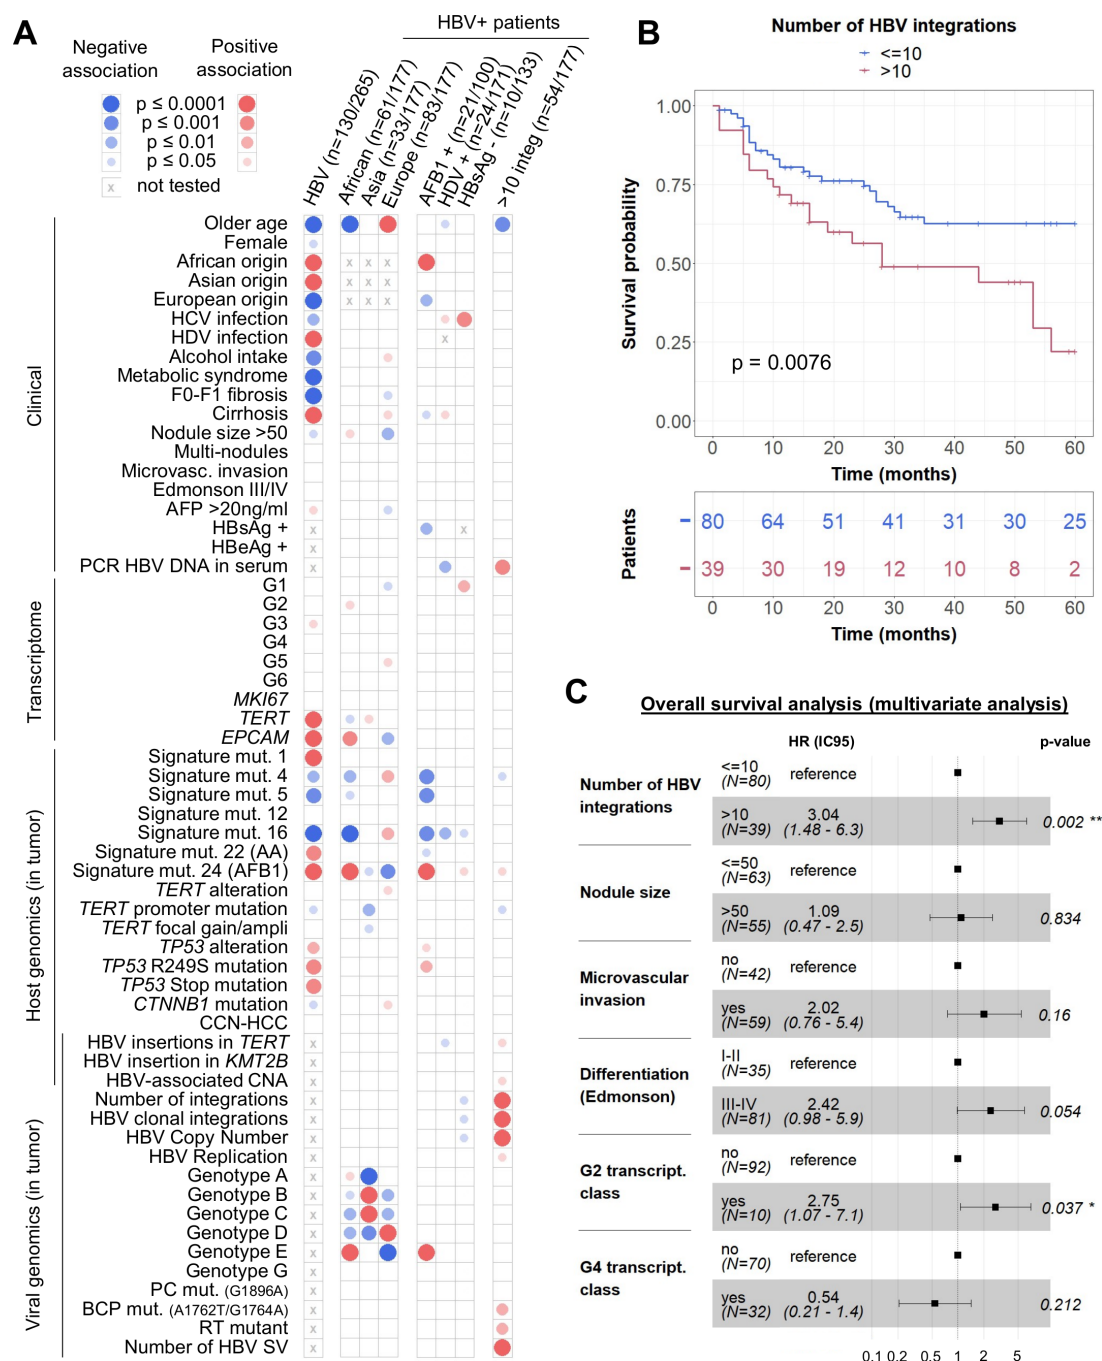 A
Negative association
Positive association
p ≤ 0.0001
p ≤ 0.001
p ≤ 0.01
p ≤ 0.05
x not tested
HBV+ patients
HBV (n=130/265)
African (n=61/177)
Asia (n=33/177)
Europe (n=83/177)
AFB1 + (n=21/100)
HDV + (n=24/171)
HBsAg - (n=10/133)
>10 integ (n=54/177)
Clinical
Older age
Female
African origin x x x
Asian origin x x x
European origin x x x
HCV infection
HDV infection x
Alcohol intake
Metabolic syndrome
F0-F1 fibrosis
Cirrhosis
Nodule size >50
Multi-nodules
Microvasc. invasion
Edmonson III/IV
AFP >20ng/ml
HBsAg + x x
HBeAg + x
PCR HBV DNA in serum x
Transcriptome
G1
G2
G3
G4
G5
G6
MKI67
TERT
EPCAM
Host genomics (in tumor)
Signature mut. 1
Signature mut. 4
Signature mut. 5
Signature mut. 12
Signature mut. 16
Signature mut. 22 (AA)
Signature mut. 24 (AFB1)
TERT alteration
TERT promoter mutation
TERT focal gain/ampli
TP53 alteration
TP53 R249S mutation
TP53 Stop mutation
CTNNB1 mutation
CCN-HCC
Viral genomics (in tumor)
HBV insertions in TERT x
HBV insertion in KMT2B x
HBV-associated CNA x
Number of integrations x
HBV clonal integrations x
HBV Copy Number x
HBV Replication x
Genotype A x
Genotype B x
Genotype C x
Genotype D x
Genotype E x
Genotype G x
PC mut. (G1896A) x
BCP mut. (A1762T/G1764A) x
RT mutant x
Number of HBV SV x
B
Number of HBV integrations
<=10
>10
Survival probability
1.00
0.75
0.50
0.25
0.00
p = 0.0076
0 10 20 30 40 50 60
Time (months)
Patients
80 64 51 41 31 30 25
39 30 19 12 10 8 2
0 10 20 30 40 50 60
Time (months)
C
Overall survival analysis (multivariate analysis)
HR (IC95) p-value
Number of HBV integrations
<=10 (N=80) reference
>10 (N=39) 3.04 (1.48 - 6.3) 0.002 **
Nodule size
<=50 (N=63) reference
>50 (N=55) 1.09 (0.47 - 2.5) 0.834
Microvascular invasion
no (N=42) reference
yes (N=59) 2.02 (0.76 - 5.4) 0.16
Differentiation (Edmonson)
I-II (N=35) reference
III-IV (N=81) 2.42 (0.98 - 5.9) 0.054
G2 transcript. class
no (N=92) reference
yes (N=10) 2.75 (1.07 - 7.1) 0.037 *
G4 transcript. class
no (N=70) reference
yes (N=32) 0.54 (0.21 - 1.4) 0.212
0.1 0.2 0.5 1 2 5